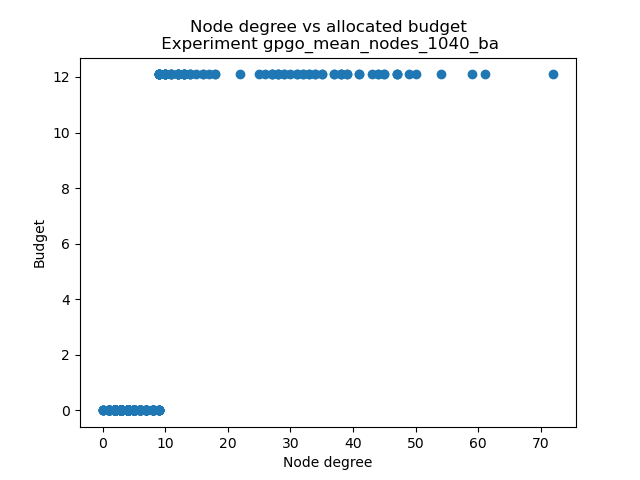 Node degree vs allocated budget
Experiment gpgo_mean_nodes_1040_ba
12
10
8
6
4
2
0
Budget
0 10 20 30 40 50 60 70
Node degree